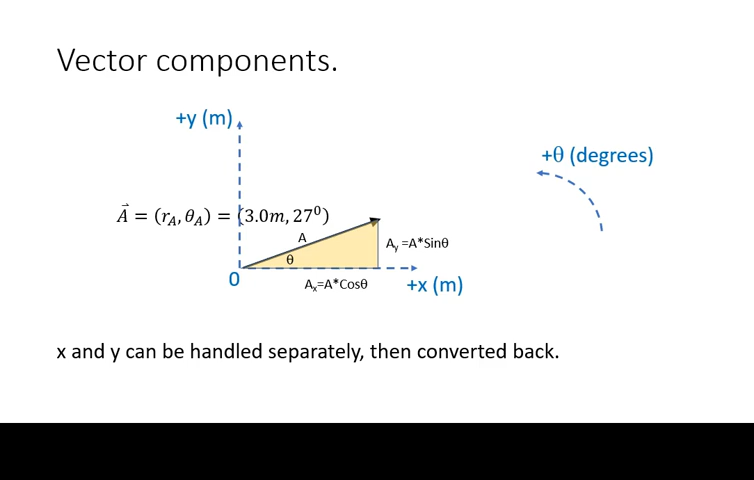 Vector components.
+y (m)
+θ (degrees)
A⃗ = (r_A, θ_A) = (3.0m, 27⁰)
A
A_y =A*Sinθ
θ
0
A_x=A*Cosθ
+x (m)
x and y can be handled separately, then converted back.